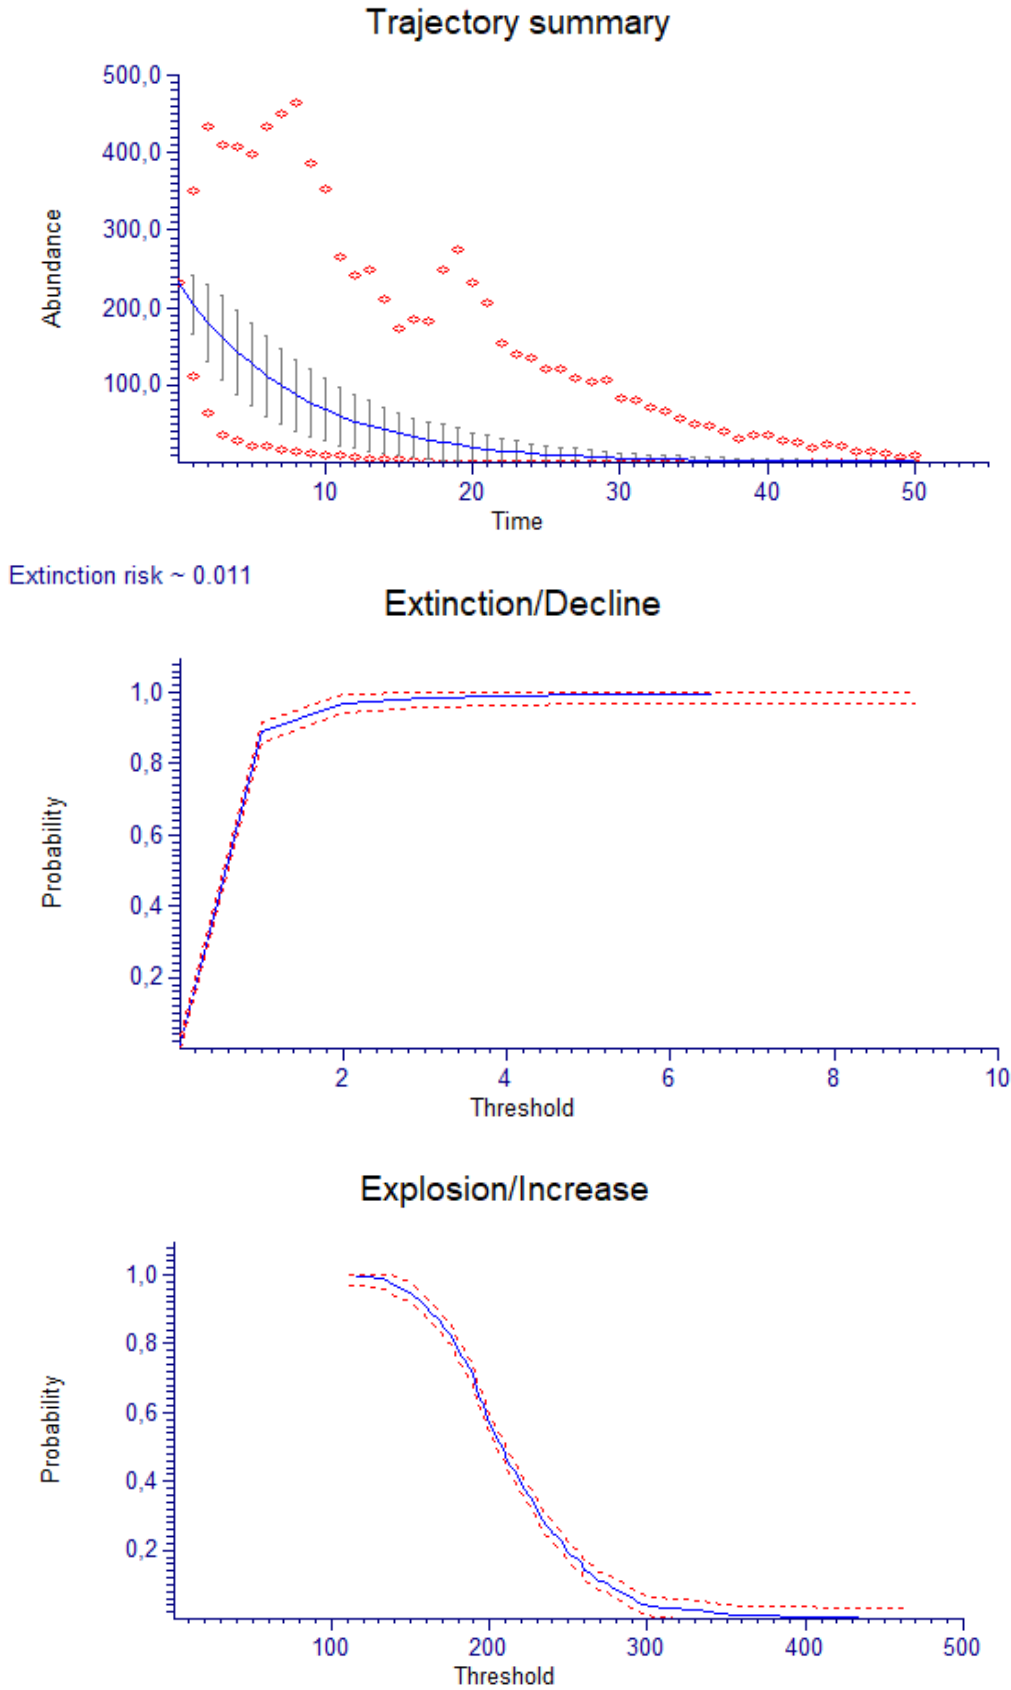 Trajectory summary
500,0
400,0
300,0
200,0
100,0
Abundance
10 20 30 40 50
Time
Extinction risk ~ 0.011
Extinction/Decline
1,0
0,8
0,6
0,4
0,2
Probability
2 4 6 8 10
Threshold
Explosion/Increase
1,0
0,8
0,6
0,4
0,2
Probability
100 200 300 400 500
Threshold